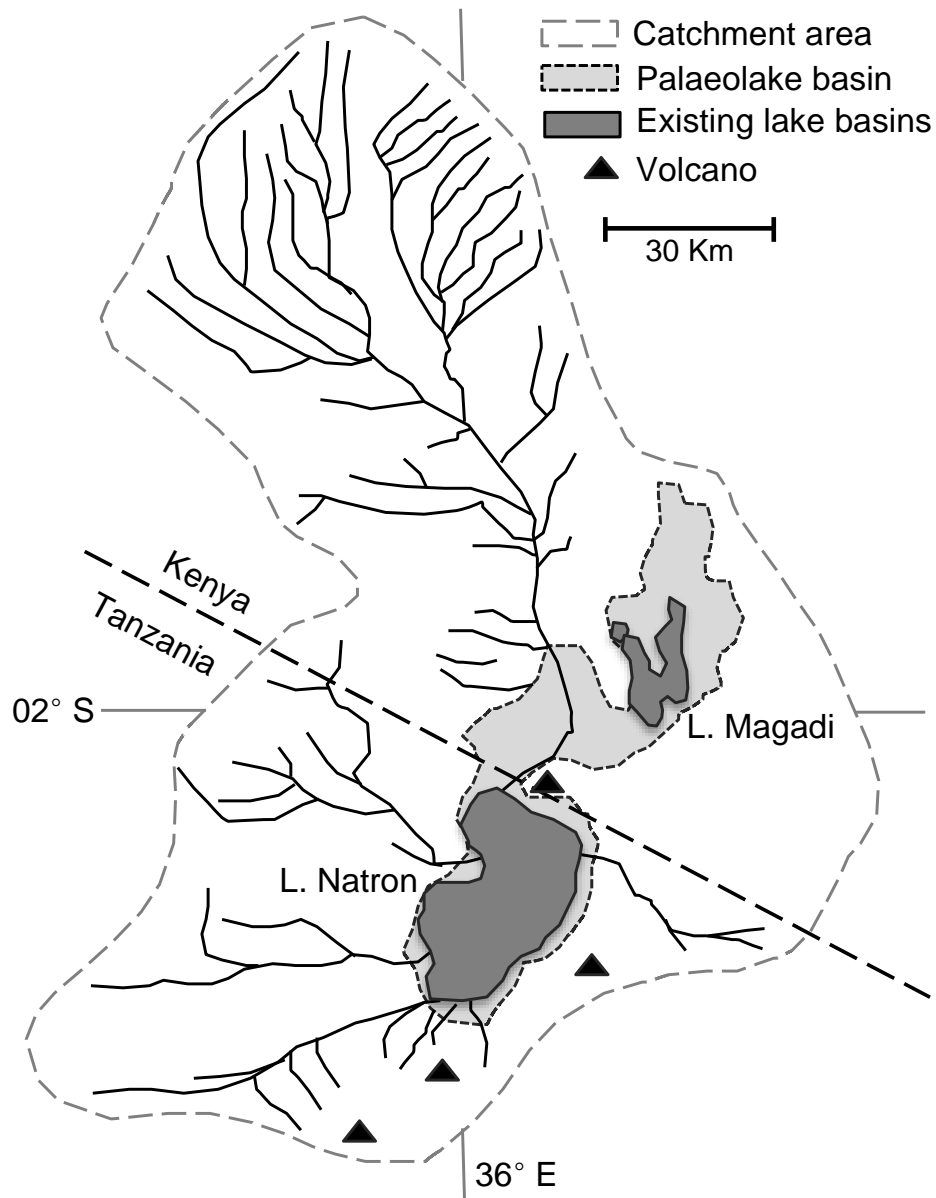 Catchment area
Palaeolake basin
Existing lake basins
Volcano
30 Km
Kenya
Tanzania
02° S
L. Magadi
L. Natron
36° E